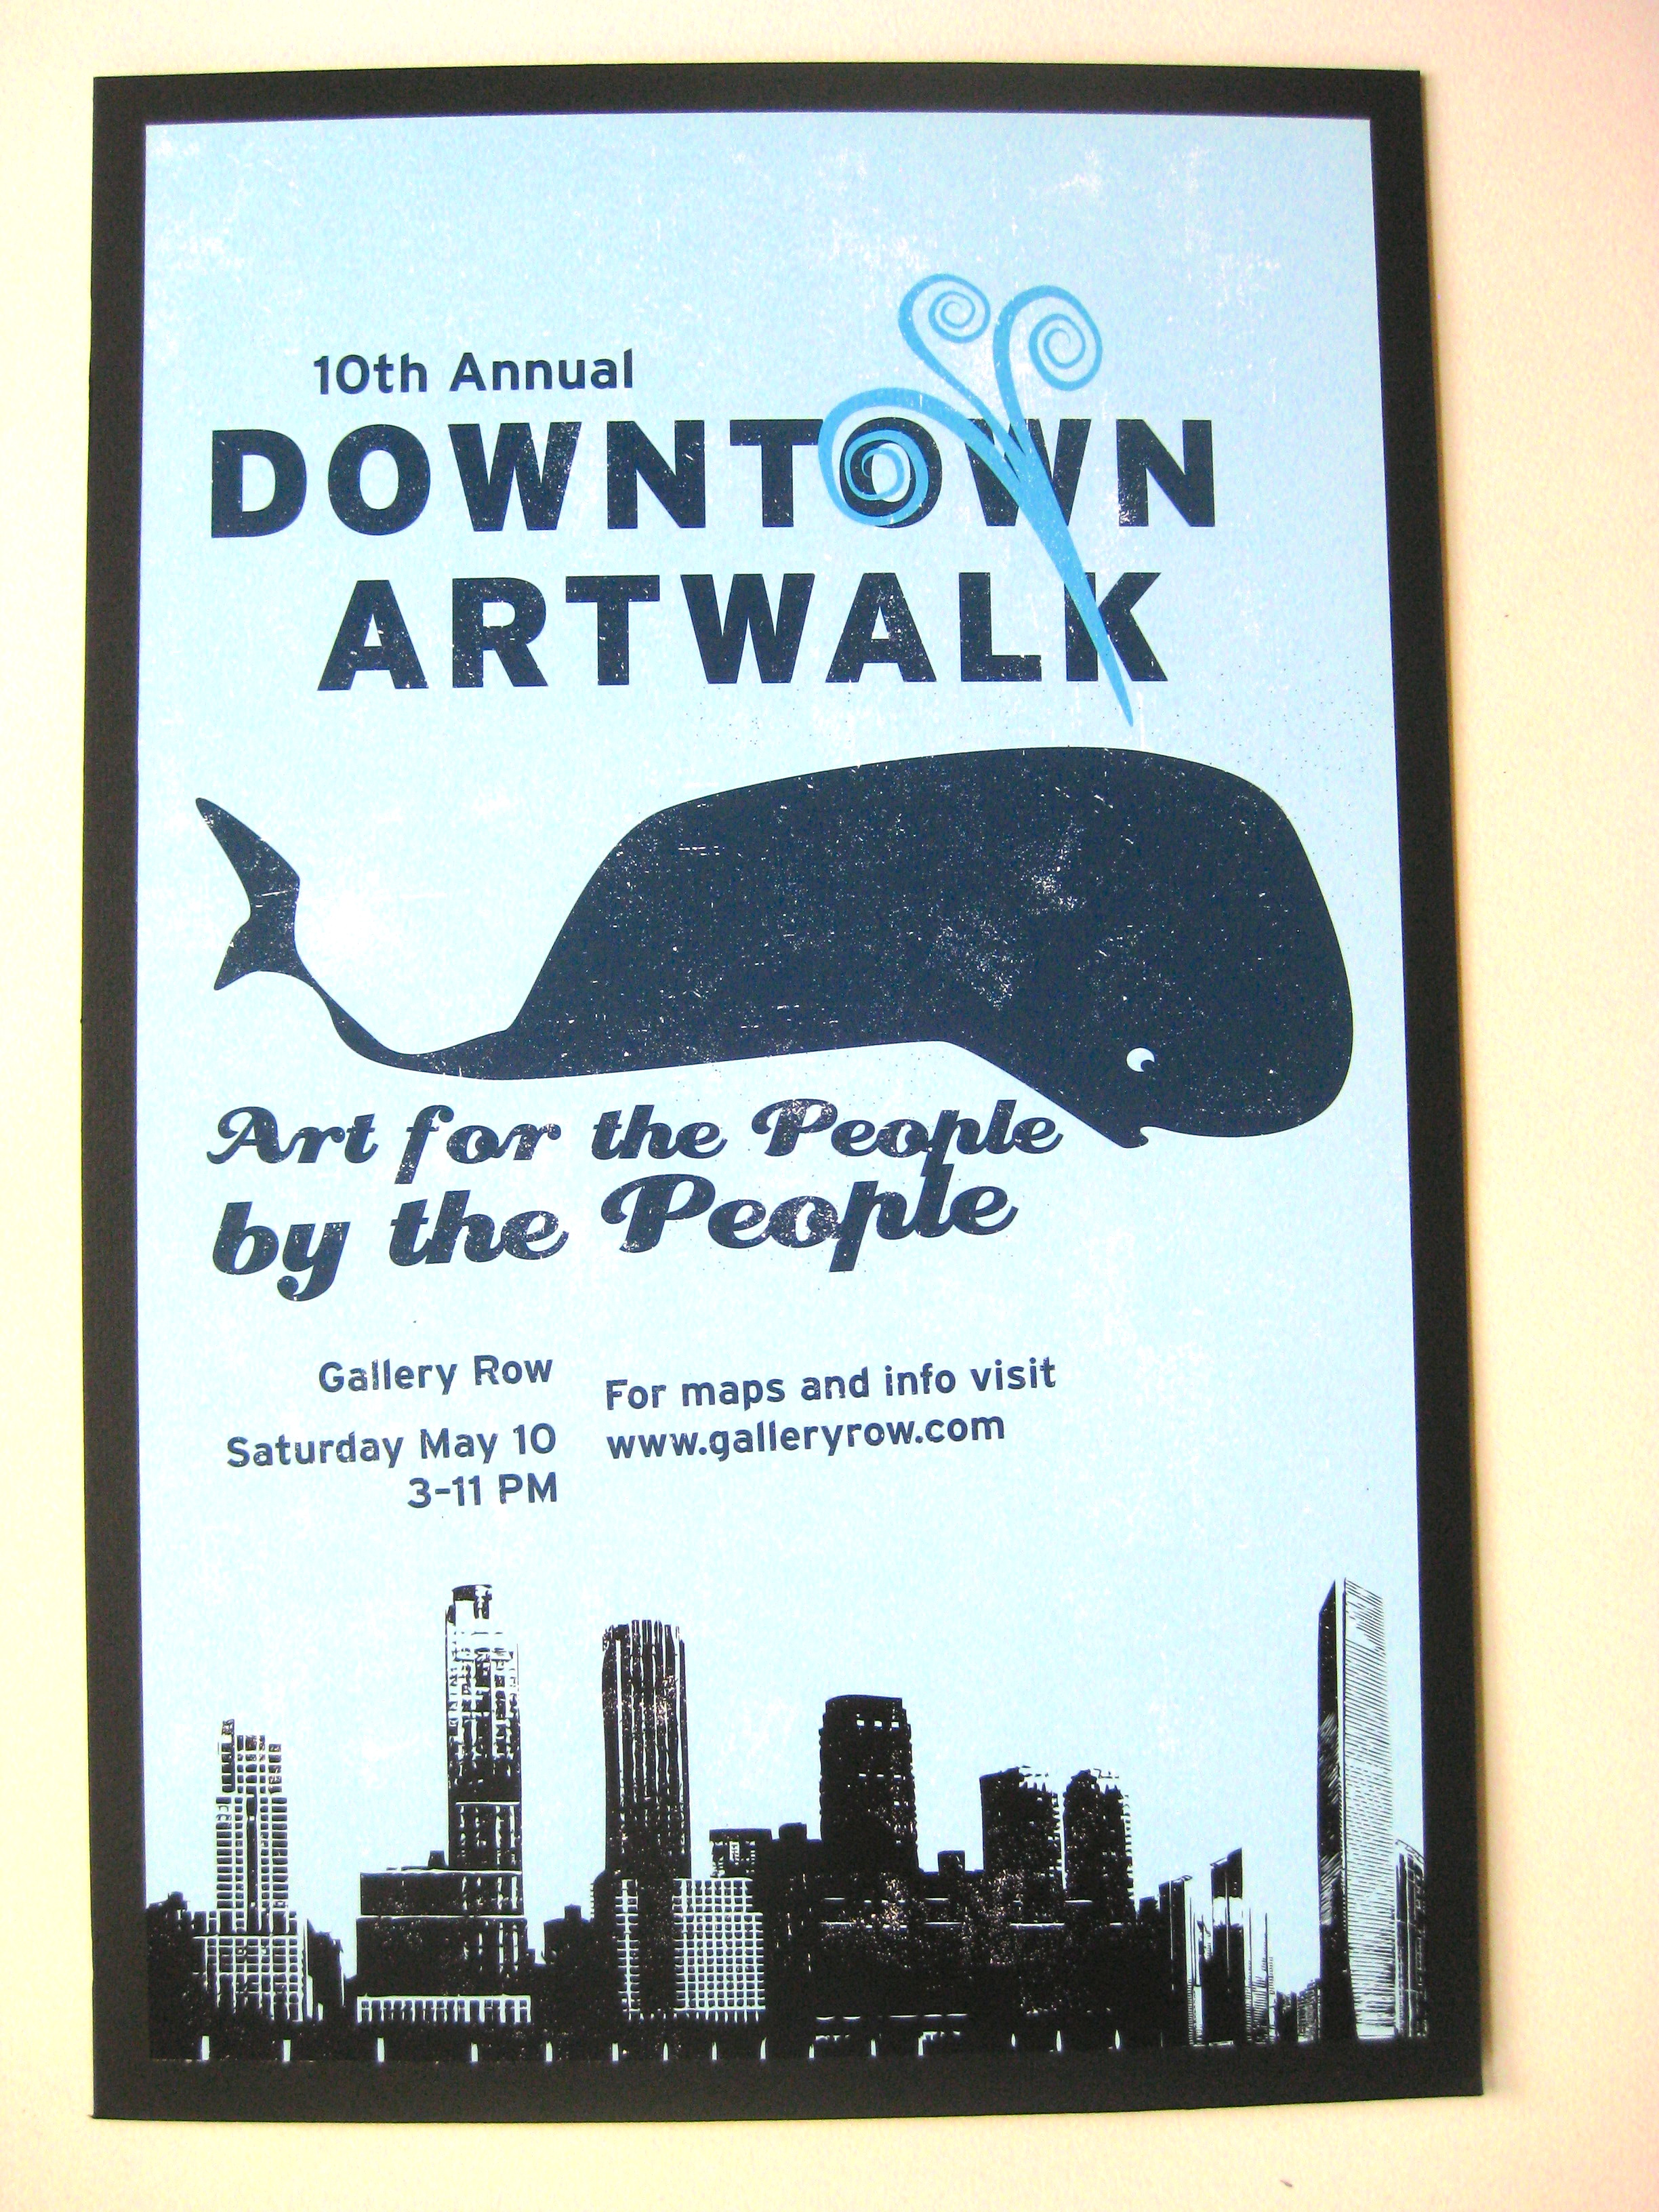 10th Annual
DOWNTOWN
ARTWALK
Art for the People
by the People
Gallery Row
Saturday May 10
3-11 PM
For maps and info visit
www.galleryrow.com